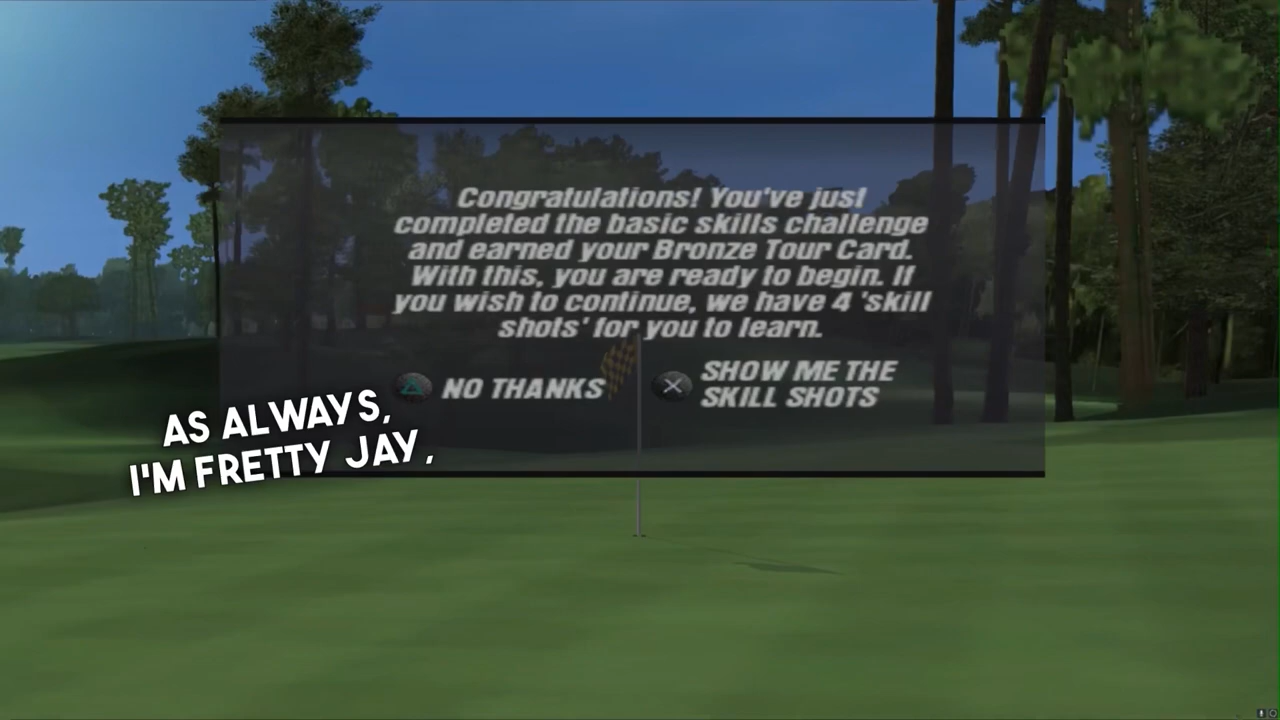 Congratulations! You've just
completed the basic skills challenge
and earned your Bronze Tour Card.
With this, you are ready to begin. If
you wish to continue, we have 4 'skill
shots' for you to learn.
NO THANKS
SHOW ME THE
SKILL SHOTS
AS ALWAYS,
I'M FRETTY JAY,